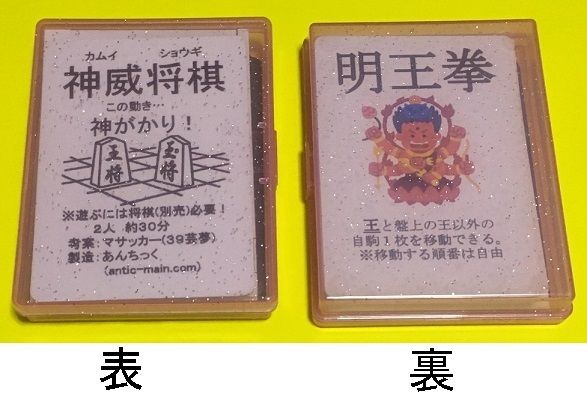 カムイ ショウギ
神威将棋
この動き…
神がかり！
王将 玉将
※遊ぶには将棋(別売)必要！
2人 約30分
考案：マサッカー(39芸夢)
製造：あんちっく
(antic-main.com)
表
明王拳
王と盤上の王以外の
自駒1枚を移動できる。
※移動する順番は自由
裏